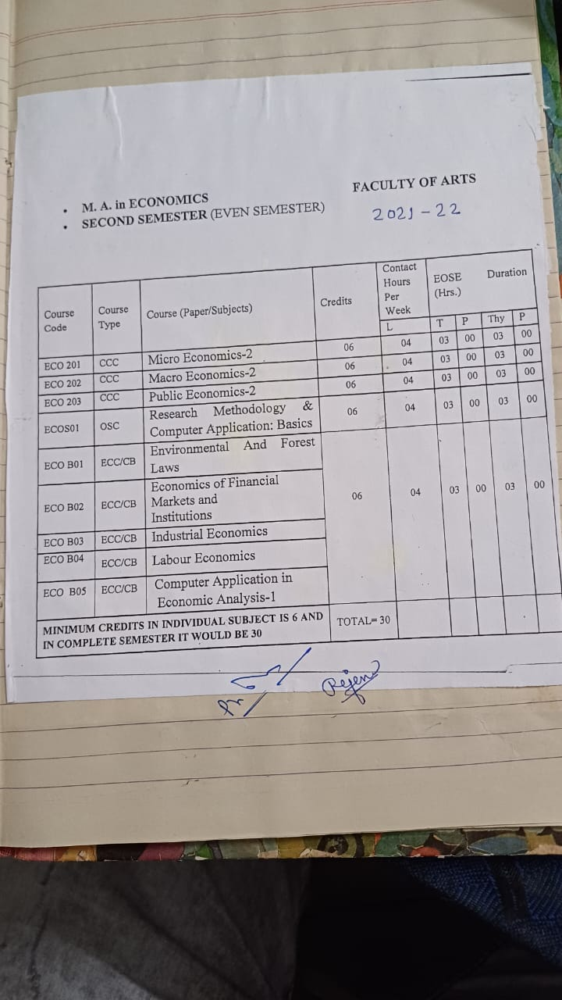 FACULTY OF ARTS
• M. A. in ECONOMICS
• SECOND SEMESTER (EVEN SEMESTER)
2021-22
Course Code Course Type Course (Paper/Subjects) Credits Contact Hours Per Week EOSE Duration (Hrs.)
L T P Thy P
ECO 201 CCC Micro Economics-2 06 04 03 00 03 00
ECO 202 CCC Macro Economics-2 06 04 03 00 03 00
ECO 203 CCC Public Economics-2 06 04 03 00 03 00
ECOS01 OSC Research Methodology &
Computer Application: Basics 06 04 03 00 03 00
ECO B01 ECC/CB Environmental And Forest
Laws
ECO B02 ECC/CB Economics of Financial
Markets and
Institutions 06 04 03 00 03 00
ECO B03 ECC/CB Industrial Economics
ECO B04 ECC/CB Labour Economics
ECO B05 ECC/CB Computer Application in
Economic Analysis-1
MINIMUM CREDITS IN INDIVIDUAL SUBJECT IS 6 AND
IN COMPLETE SEMESTER IT WOULD BE 30 TOTAL=30